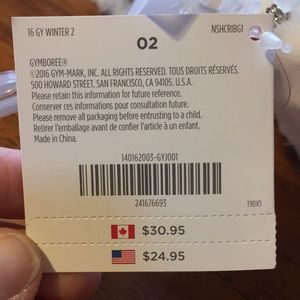 16 GY WINTER 2 NSHCRIBG1
02
GYMBOREE®
©2016 GYM-MARK, INC. ALL RIGHTS RESERVED. TOUS DROITS RÉSERVÉS.
500 HOWARD STREET, SAN FRANCISCO, CA 94105. U.S.A.
Please retain this information for future reference.
Conserver ces informations pour consultation future.
Please remove all packaging before entrusting to a child.
Retirer l'emballage avant de confier l'article à un enfant.
Made in China.
140162003-GYJ001
241676693 T90X5
$30.95
$24.95